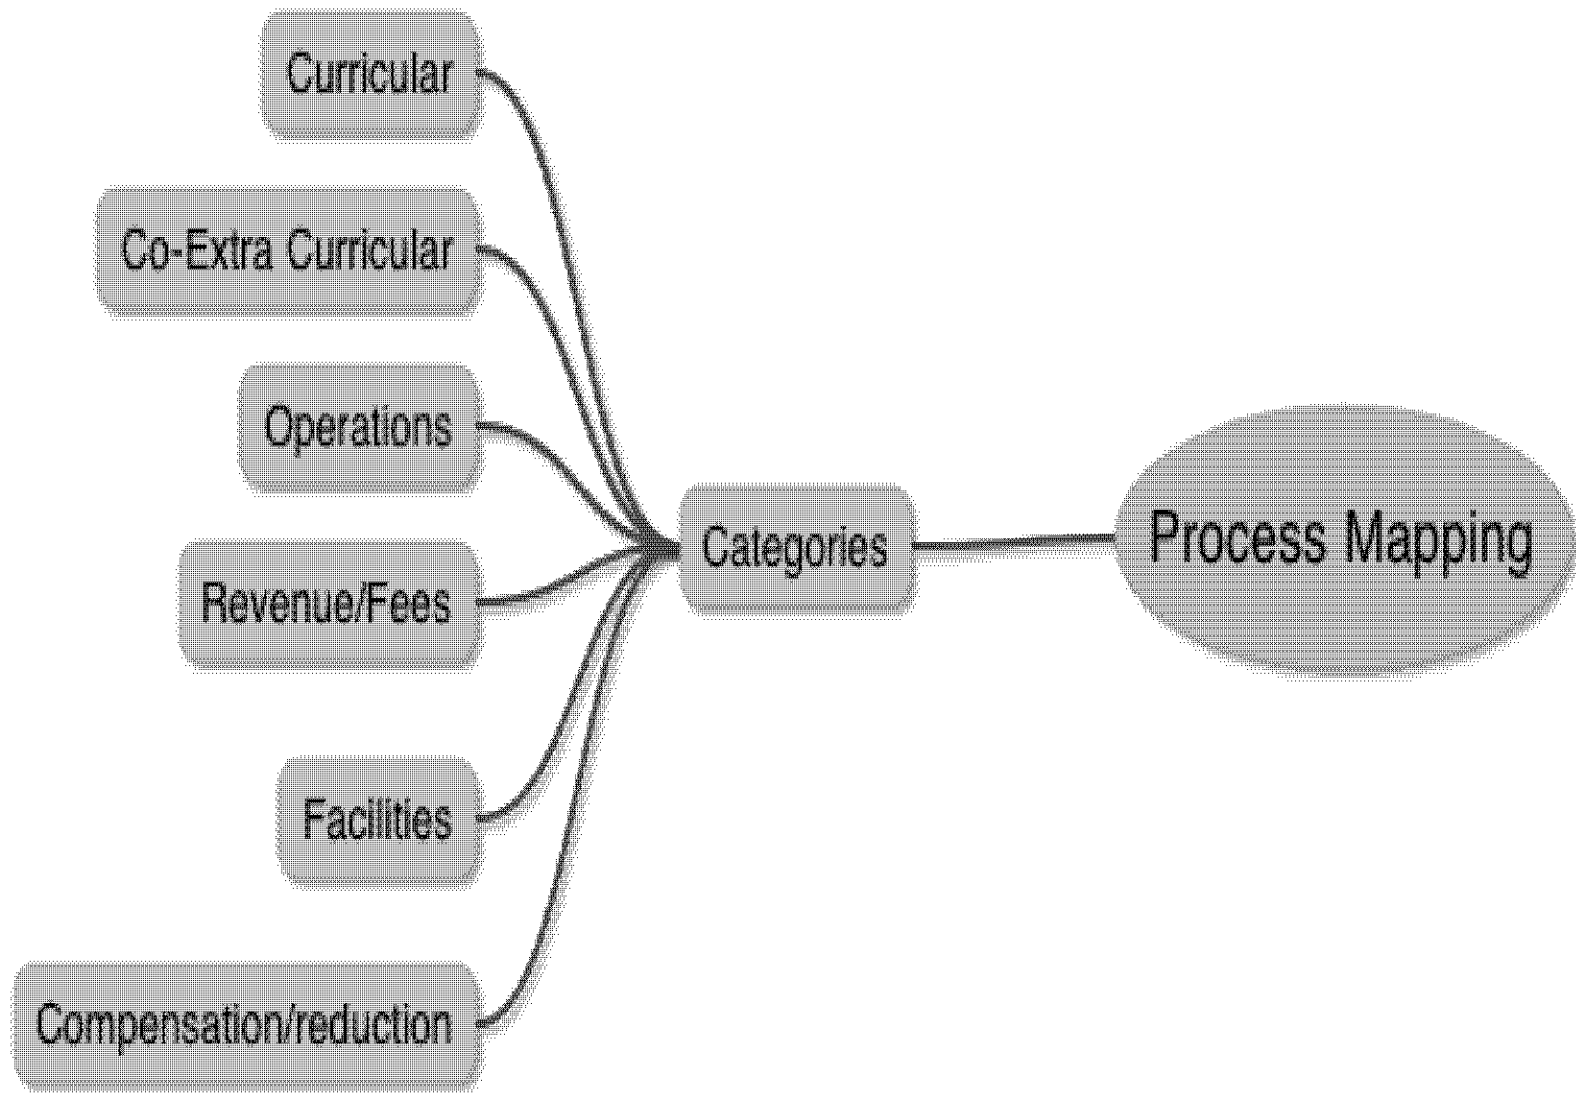 Curricular
Co-Extra Curricular
Operations
Revenue/Fees
Facilities
Compensation/reduction
Categories
Process Mapping